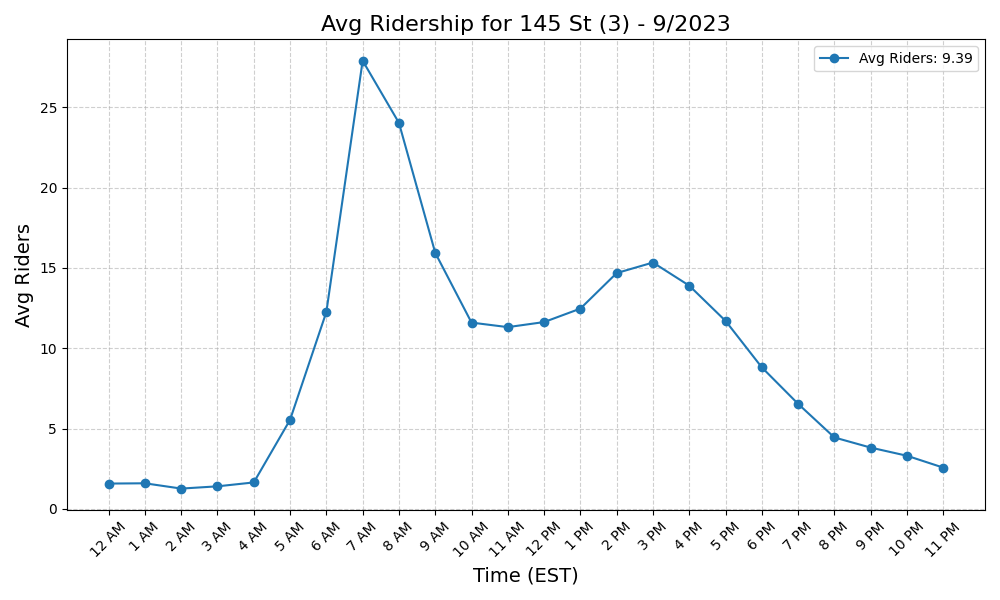 Avg Ridership for 145 St (3) - 9/2023
Avg Riders: 9.39
Avg Riders
25
20
15
10
5
0
12 AM
1 AM
2 AM
3 AM
4 AM
5 AM
6 AM
7 AM
8 AM
9 AM
10 AM
11 AM
12 PM
1 PM
2 PM
3 PM
4 PM
5 PM
6 PM
7 PM
8 PM
9 PM
10 PM
11 PM
Time (EST)